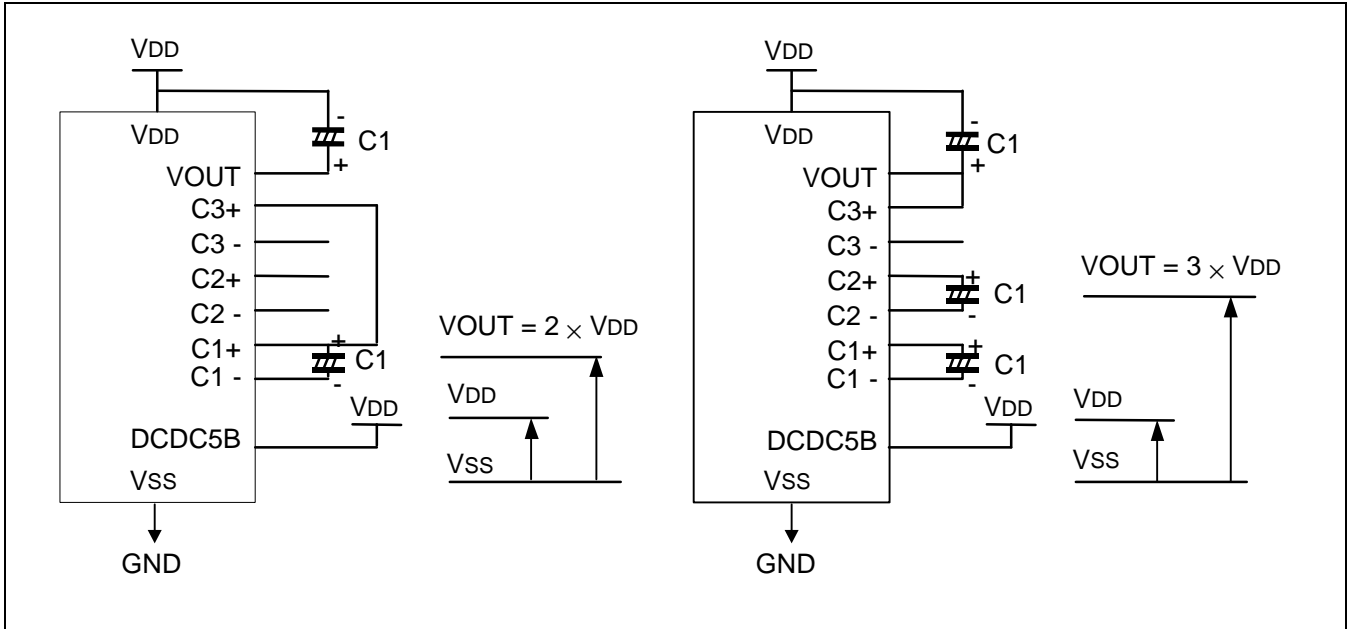 VDD
VDD
-
C1
+
VOUT
C3+
C3 -
C2+
C2 -
C1+
C1 -
+
C1
-
VDD
DCDC5B
VSS
GND
VOUT = 2 × VDD
VDD
VSS
VDD
VDD
-
C1
+
VOUT
C3+
C3 -
C2+
C2 -
+
C1
-
C1+
C1 -
+
C1
-
VDD
DCDC5B
VSS
GND
VOUT = 3 × VDD
VDD
VSS